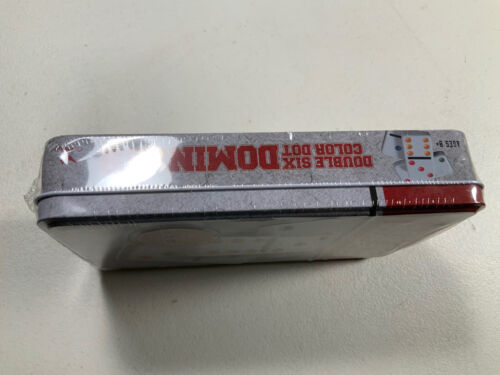 DOUBLE SIX
COLOR DOT
DOMIN
AGES 8+